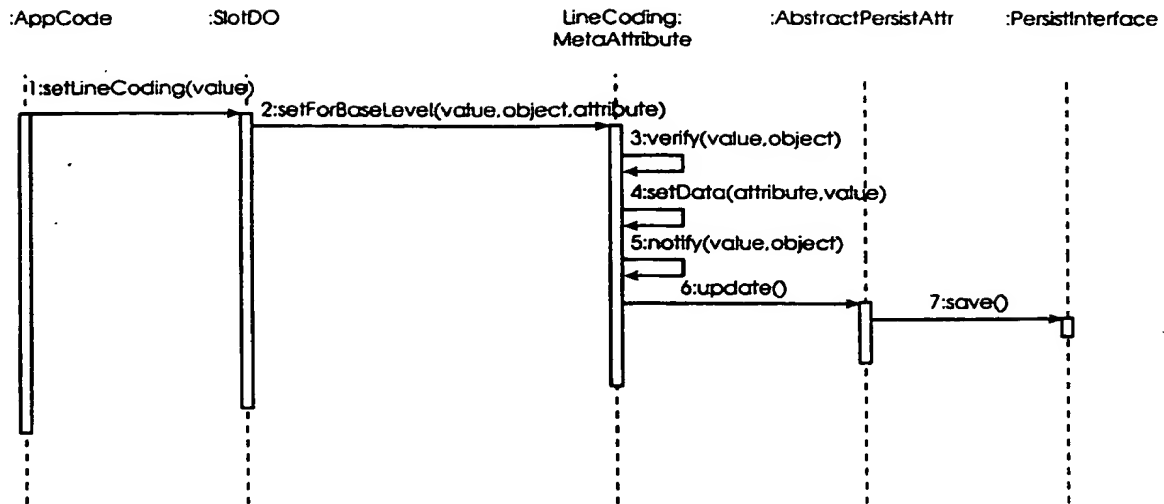 :AppCode
:SlotDO
LineCoding:
MetaAttribute
:AbstractPersistAttr
:PersistInterface
1:setLineCoding(value)
2:setForBaseLevel(value,object,attribute)
3:verify(value,object)
4:setData(attribute,value)
5:notify(value,object)
6:update()
7:save()